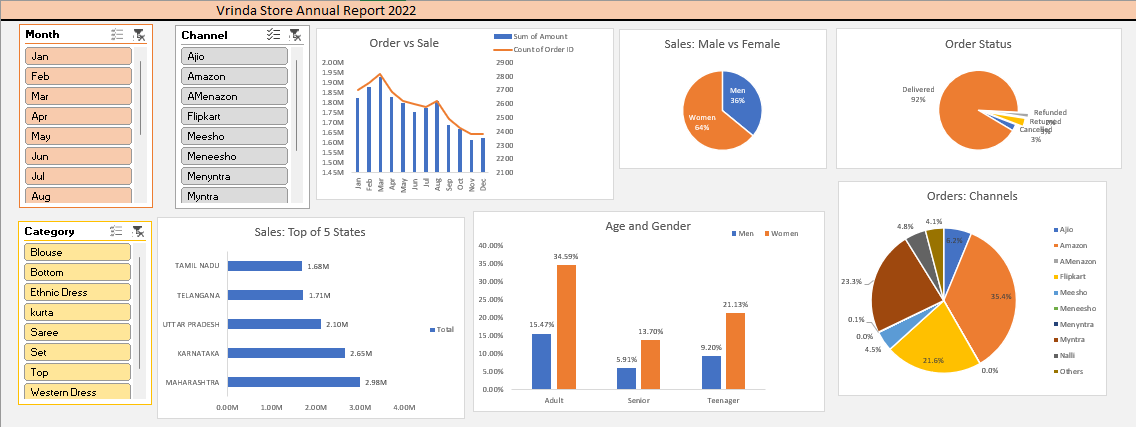 Vrinda Store Annual Report 2022
Month
Jan
Feb
Mar
Apr
May
Jun
Jul
Aug
Channel
Ajio
Amazon
AMenazon
Flipkart
Meesho
Meneesho
Menyntra
Myntra
Order vs Sale
Sum of Amount
Count of Order ID
2.00M
1.95M
1.90M
1.85M
1.80M
1.75M
1.70M
1.65M
1.60M
1.55M
1.50M
1.45M
2900
2800
2700
2600
2500
2400
2300
2200
2100
Jan Feb Mar Apr May Jun Jul Aug Sep Oct Nov Dec
Sales: Male vs Female
Men
36%
Women
64%
Order Status
Delivered
92%
Refunded
Returned
Cancelled
3%
Category
Blouse
Bottom
Ethnic Dress
kurta
Saree
Set
Top
Western Dress
Sales: Top of 5 States
TAMIL NADU 1.68M
TELANGANA 1.71M
UTTAR PRADESH 2.10M
KARNATAKA 2.65M
MAHARASHTRA 2.98M
0.00M 1.00M 2.00M 3.00M 4.00M
Total
Age and Gender
Men Women
40.00%
35.00%
30.00%
25.00%
20.00%
15.00%
10.00%
5.00%
0.00%
15.47% 34.59%
5.91% 13.70%
9.20% 21.13%
Adult Senior Teenager
Orders: Channels
6.2%
35.4%
0.0%
21.6%
4.5%
0.0%
0.1%
23.3%
4.8%
4.1%
Ajio
Amazon
AMenazon
Flipkart
Meesho
Meneesho
Menyntra
Myntra
Nalli
Others